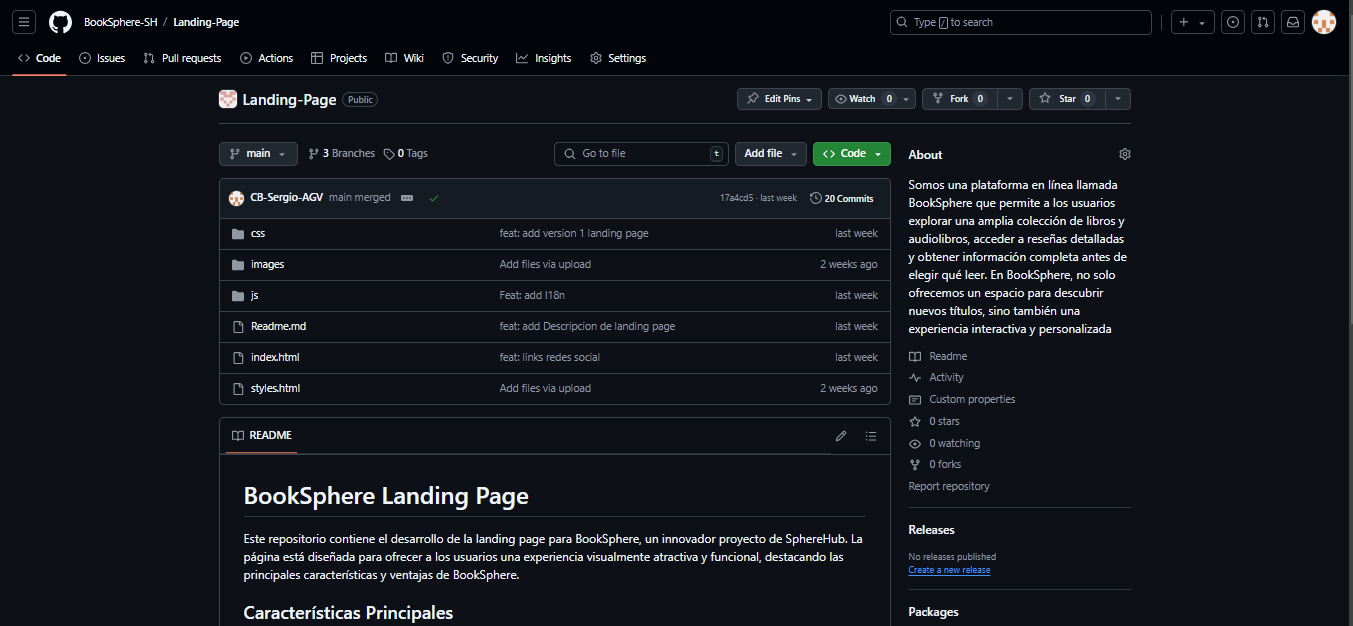 BookSphere-SH / Landing-Page
Type / to search
Code Issues Pull requests Actions Projects Wiki Security Insights Settings
Landing-Page Public
Edit Pins Watch 0 Fork 0 Star 0
main 3 Branches 0 Tags
Go to file t Add file Code
CB-Sergio-AGV main merged 17a4cd5 · last week 20 Commits
css feat: add version 1 landing page last week
images Add files via upload 2 weeks ago
js Feat: add I18n last week
Readme.md feat: add Descripcion de landing page last week
index.html feat: links redes social last week
styles.html Add files via upload 2 weeks ago
README
BookSphere Landing Page
Este repositorio contiene el desarrollo de la landing page para BookSphere, un innovador proyecto de SphereHub. La
página está diseñada para ofrecer a los usuarios una experiencia visualmente atractiva y funcional, destacando las
principales características y ventajas de BookSphere.
Características Principales
About
Somos una plataforma en línea llamada
BookSphere que permite a los usuarios
explorar una amplia colección de libros y
audiolibros, acceder a reseñas detalladas
y obtener información completa antes de
elegir qué leer. En BookSphere, no solo
ofrecemos un espacio para descubrir
nuevos títulos, sino también una
experiencia interactiva y personalizada
Readme
Activity
Custom properties
0 stars
0 watching
0 forks
Report repository
Releases
No releases published
Create a new release
Packages